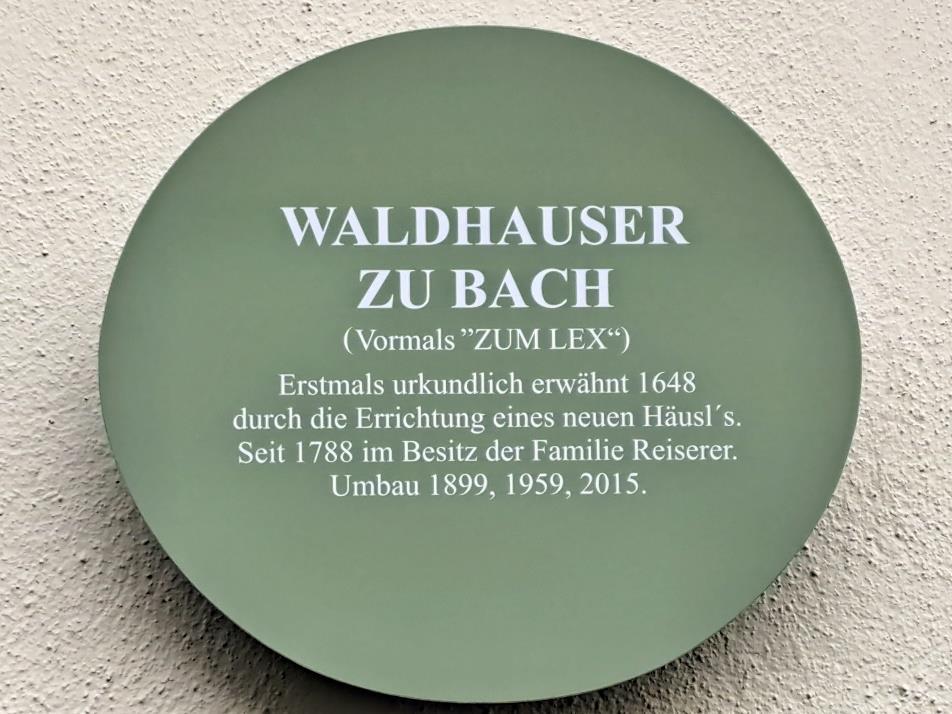 WALDHAUSER
ZU BACH
(Vormals ”ZUM LEX“)
Erstmals urkundlich erwähnt 1648
durch die Errichtung eines neuen Häusl´s.
Seit 1788 im Besitz der Familie Reiserer.
Umbau 1899, 1959, 2015.